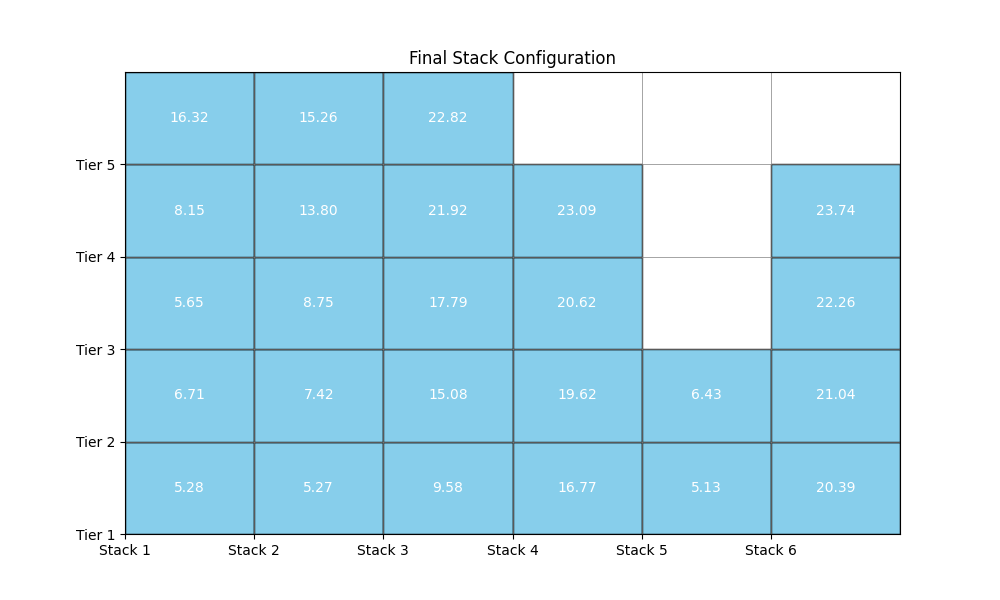 Final Stack Configuration
16.32 15.26 22.82
Tier 5
8.15 13.80 21.92 23.09 23.74
Tier 4
5.65 8.75 17.79 20.62 22.26
Tier 3
6.71 7.42 15.08 19.62 6.43 21.04
Tier 2
5.28 5.27 9.58 16.77 5.13 20.39
Tier 1
Stack 1 Stack 2 Stack 3 Stack 4 Stack 5 Stack 6